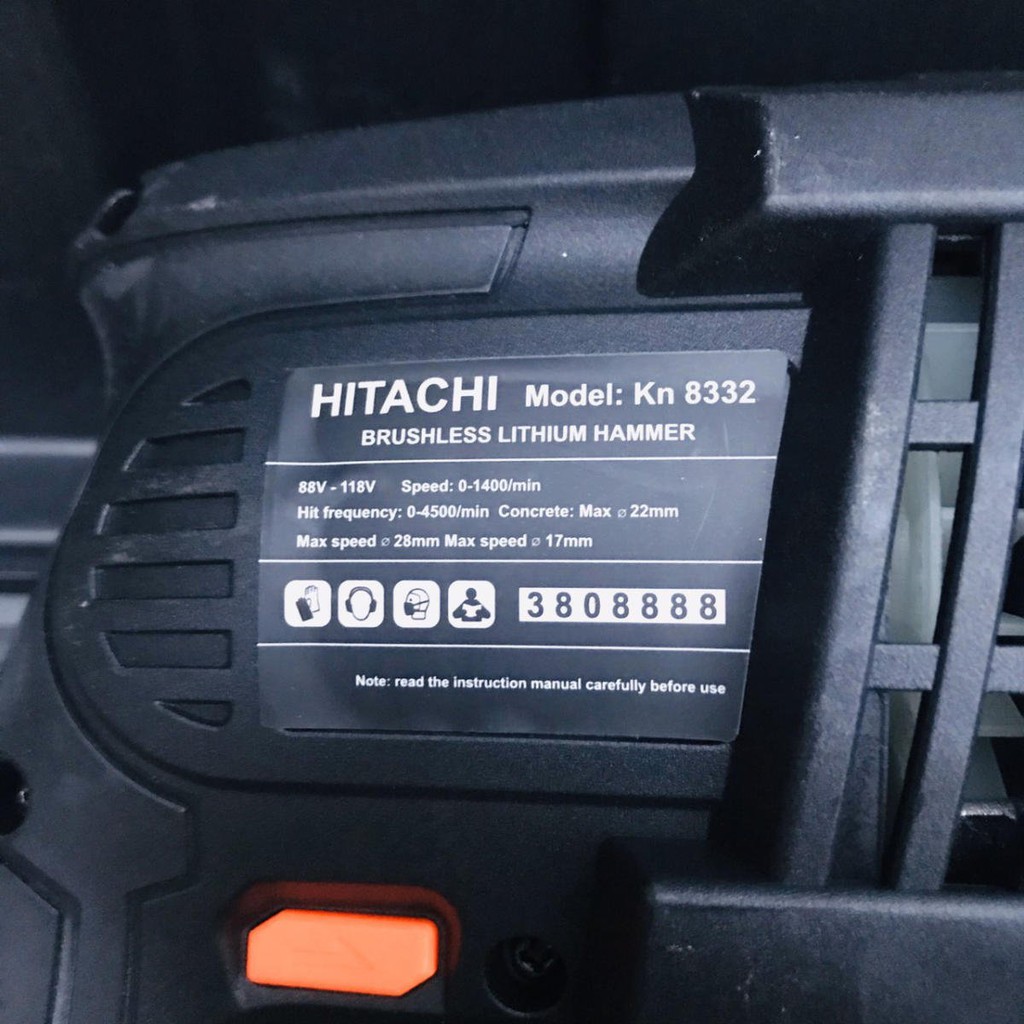 HITACHI Model: Kn 8332
BRUSHLESS LITHIUM HAMMER
88V - 118V Speed: 0-1400/min
Hit frequency: 0-4500/min Concrete: Max ⌀ 22mm
Max speed ⌀ 28mm Max speed ⌀ 17mm
3808888
Note: read the instruction manual carefully before use